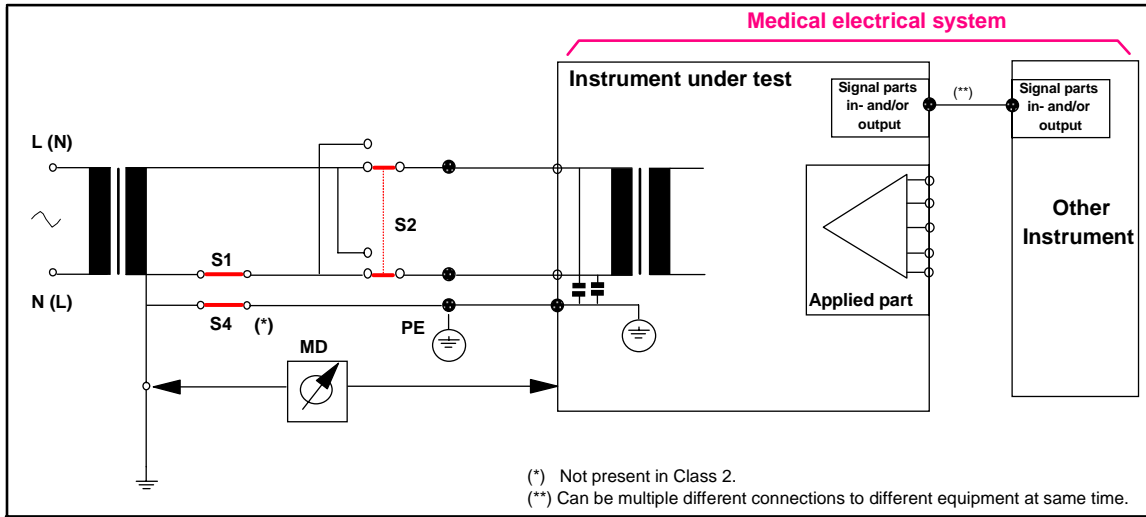 Medical electrical system
Instrument under test
Signal parts
in- and/or
output
(**)
Signal parts
in- and/or
output
L (N)
S2
Other
Instrument
S1
Applied part
N (L)
S4
(*)
PE
MD
(*) Not present in Class 2.
(**) Can be multiple different connections to different equipment at same time.